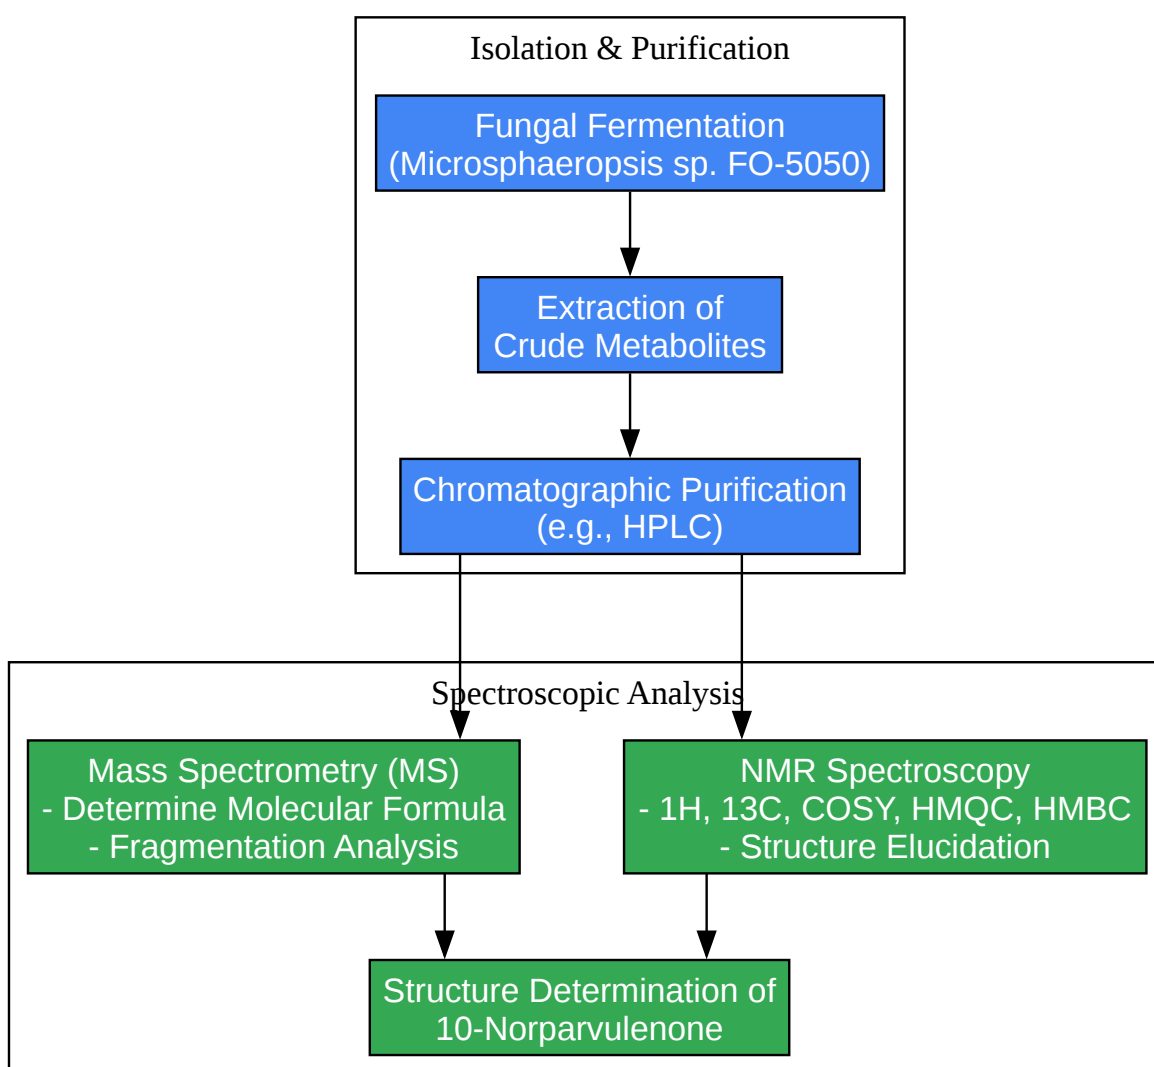 Isolation & Purification
Fungal Fermentation
(Microsphaeropsis sp. FO-5050)
Extraction of
Crude Metabolites
Chromatographic Purification
(e.g., HPLC)
Spectroscopic Analysis
Mass Spectrometry (MS)
- Determine Molecular Formula
- Fragmentation Analysis
NMR Spectroscopy
- 1H, 13C, COSY, HMQC, HMBC
- Structure Elucidation
Structure Determination of
10-Norparvulenone